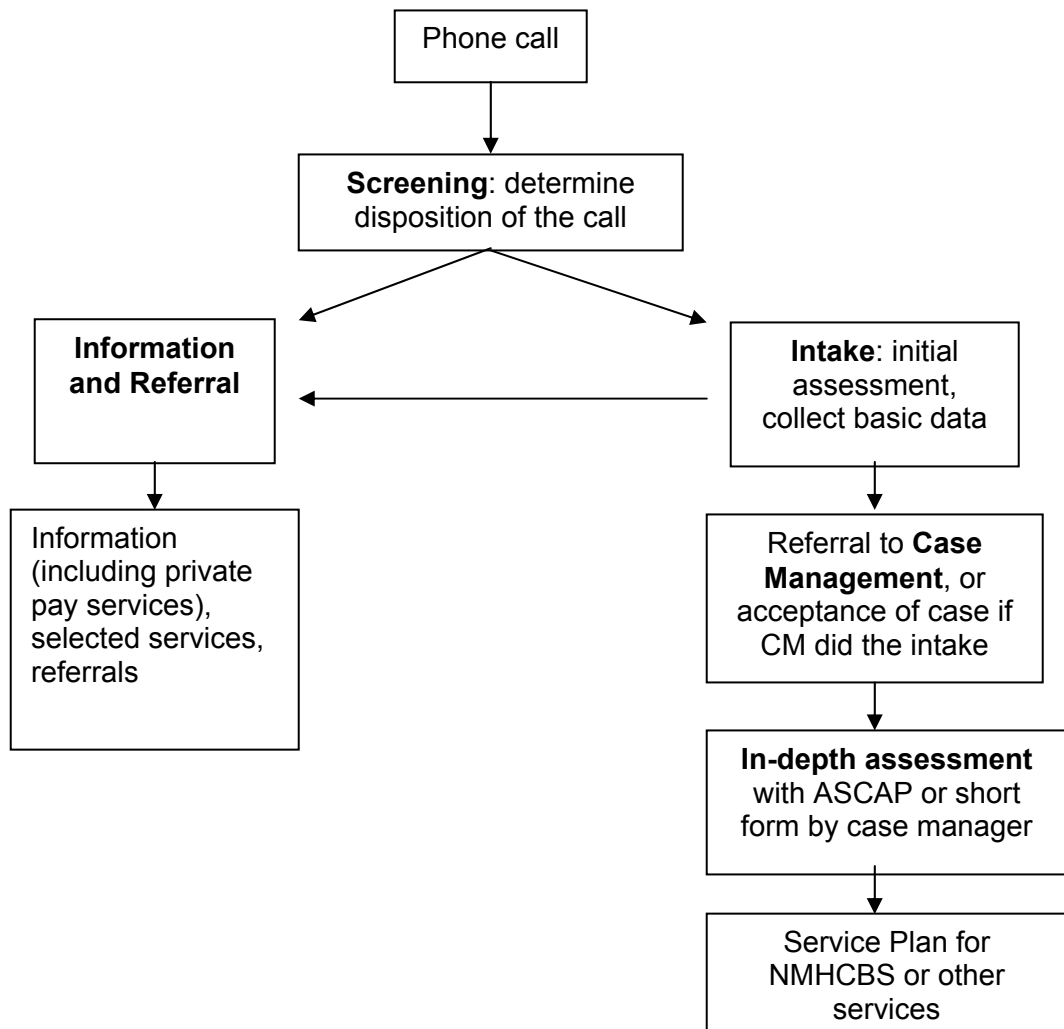 Phone call
Screening: determine
disposition of the call
Information
and Referral
Intake: initial
assessment,
collect basic data
Information
(including private
pay services),
selected services,
referrals
Referral to Case
Management, or
acceptance of case if
CM did the intake
In-depth assessment
with ASCAP or short
form by case manager
Service Plan for
NMHCBS or other
services